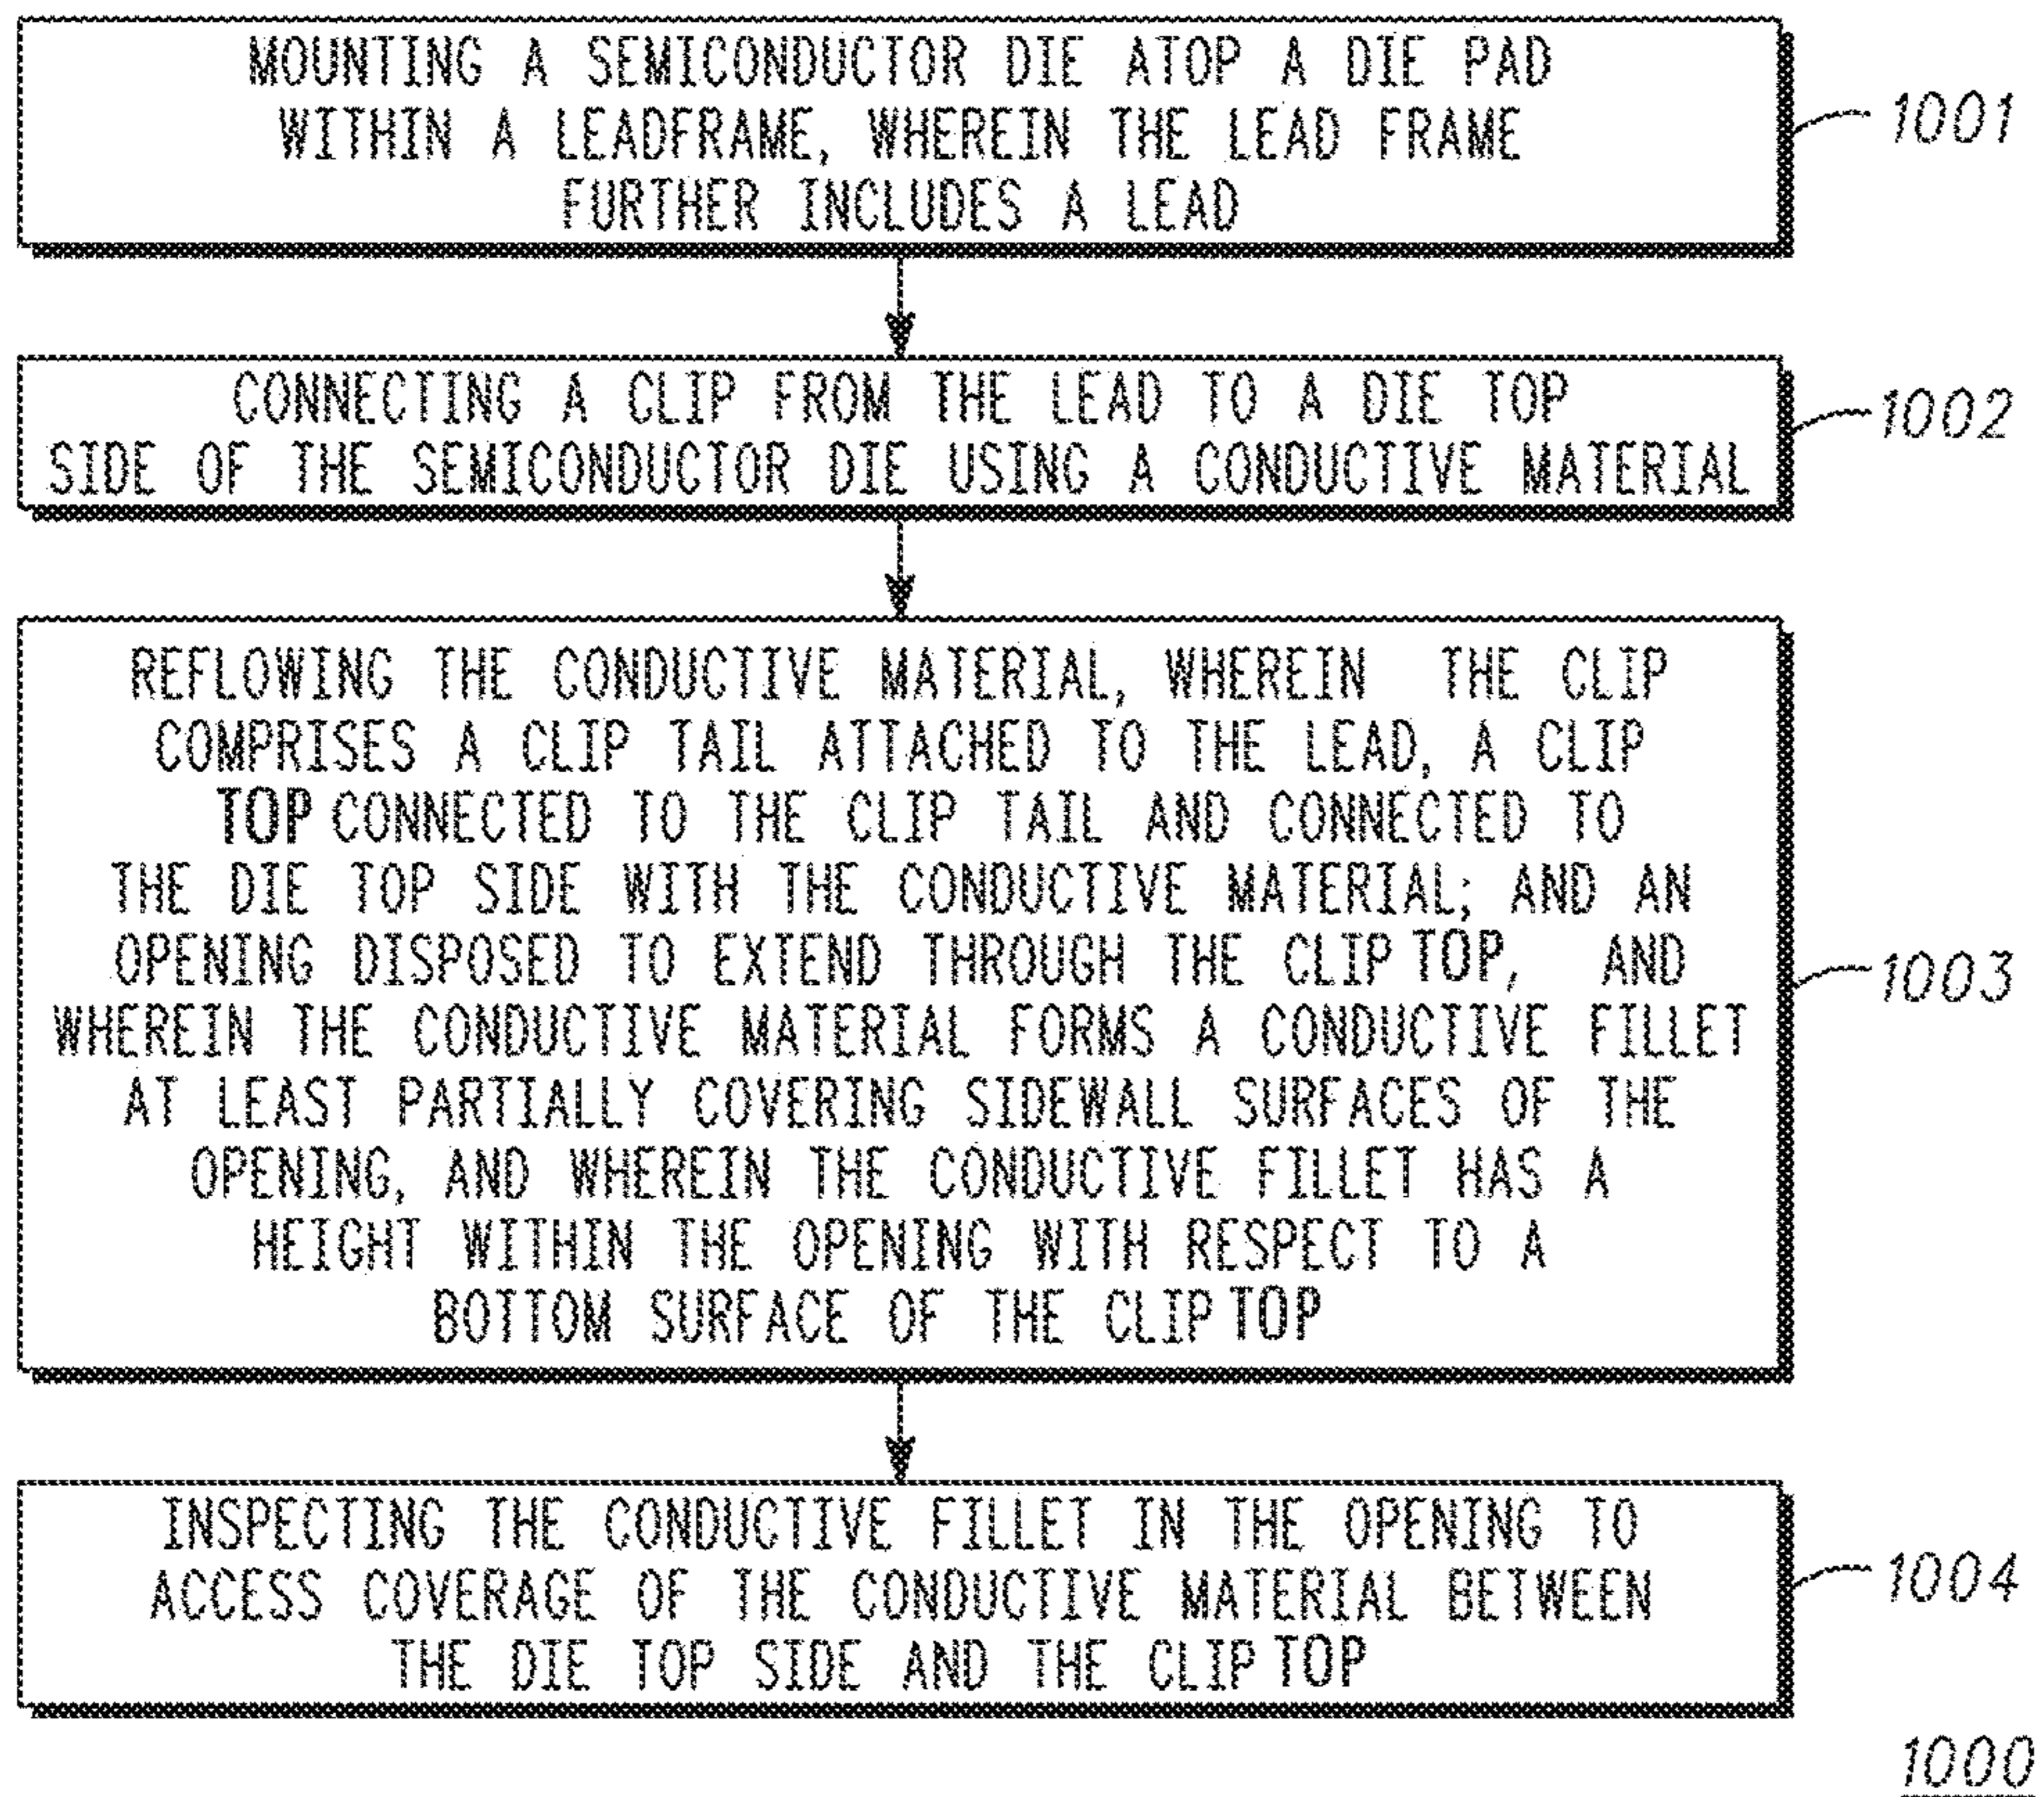 MOUNTING A SEMICONDUCTOR DIE ATOP A DIE PAD
WITHIN A LEADFRAME, WHEREIN THE LEAD FRAME
FURTHER INCLUDES A LEAD
1001
CONNECTING A CLIP FROM THE LEAD TO A DIE TOP
SIDE OF THE SEMICONDUCTOR DIE USING A CONDUCTIVE MATERIAL
1002
REFLOWING THE CONDUCTIVE MATERIAL, WHEREIN THE CLIP
COMPRISES A CLIP TAIL ATTACHED TO THE LEAD, A CLIP
TOP CONNECTED TO THE CLIP TAIL AND CONNECTED TO
THE DIE TOP SIDE WITH THE CONDUCTIVE MATERIAL; AND AN
OPENING DISPOSED TO EXTEND THROUGH THE CLIP TOP, AND
WHEREIN THE CONDUCTIVE MATERIAL FORMS A CONDUCTIVE FILLET
AT LEAST PARTIALLY COVERING SIDEWALL SURFACES OF THE
OPENING, AND WHEREIN THE CONDUCTIVE FILLET HAS A
HEIGHT WITHIN THE OPENING WITH RESPECT TO A
BOTTOM SURFACE OF THE CLIP TOP
1003
INSPECTING THE CONDUCTIVE FILLET IN THE OPENING TO
ACCESS COVERAGE OF THE CONDUCTIVE MATERIAL BETWEEN
THE DIE TOP SIDE AND THE CLIP TOP
1004
1000